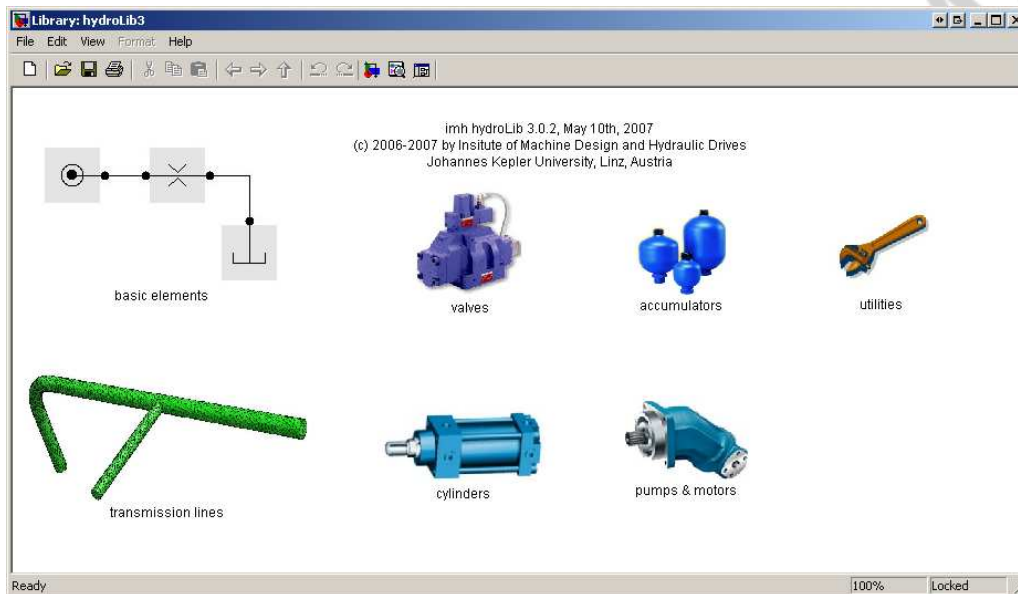 Library: hydroLib3
File Edit View Format Help
imh hydroLib 3.0.2, May 10th, 2007
(c) 2006-2007 by Insitute of Machine Design and Hydraulic Drives
Johannes Kepler University, Linz, Austria
basic elements
valves
accumulators
utilities
transmission lines
cylinders
pumps & motors
Ready 100% Locked